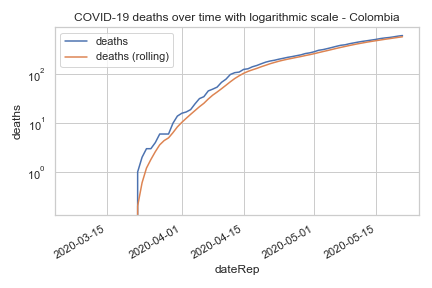 COVID-19 deaths over time with logarithmic scale - Colombia
deaths
deaths (rolling)
10²
10¹
10⁰
deaths
2020-03-15
2020-04-01
2020-04-15
2020-05-01
2020-05-15
dateRep